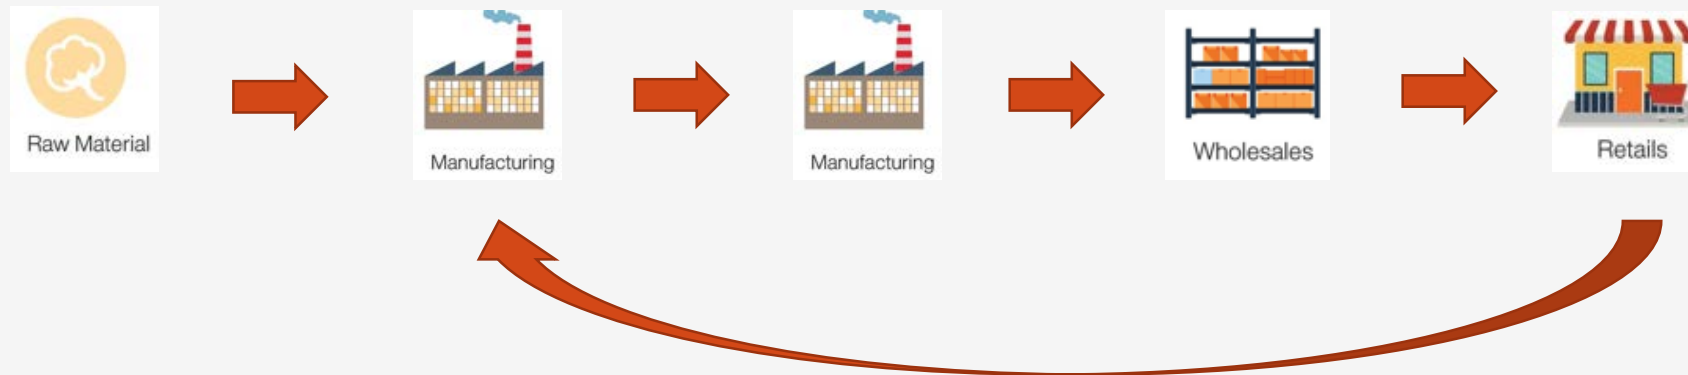 Raw Material
Manufacturing
Manufacturing
Wholesales
Retails